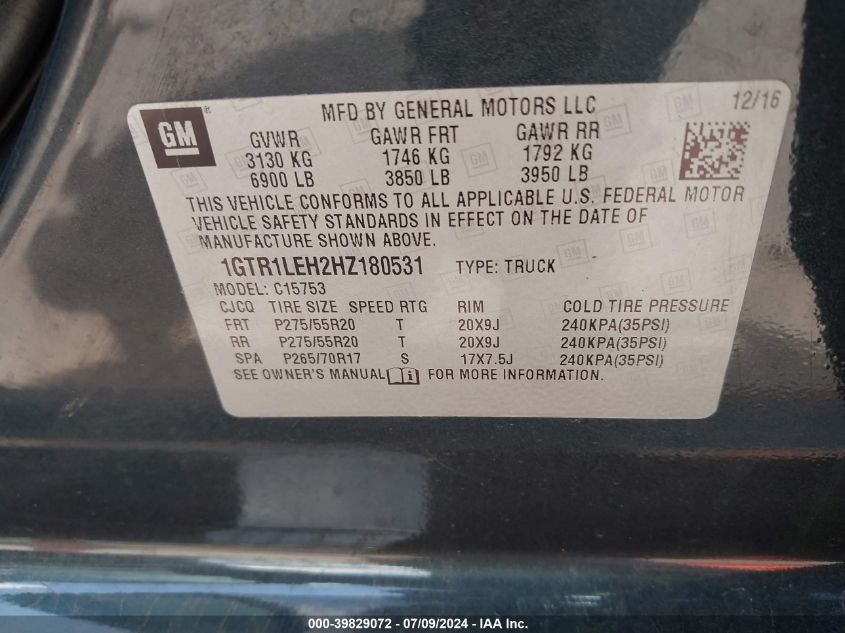 GM ®
MFD BY GENERAL MOTORS LLC 12/16
GVWR GAWR FRT GAWR RR
3130 KG 1746 KG 1792 KG
6900 LB 3850 LB 3950 LB
THIS VEHICLE CONFORMS TO ALL APPLICABLE U.S. FEDERAL MOTOR
VEHICLE SAFETY STANDARDS IN EFFECT ON THE DATE OF
MANUFACTURE SHOWN ABOVE.
1GTR1LEH2HZ180531 TYPE: TRUCK
MODEL: C15753
CJCQ TIRE SIZE SPEED RTG RIM COLD TIRE PRESSURE
FRT P275/55R20 T 20X9J 240KPA(35PSI)
RR P275/55R20 T 20X9J 240KPA(35PSI)
SPA P265/70R17 S 17X7.5J 240KPA(35PSI)
SEE OWNER'S MANUAL i FOR MORE INFORMATION.
000-39829072 - 07/09/2024 - IAA Inc.